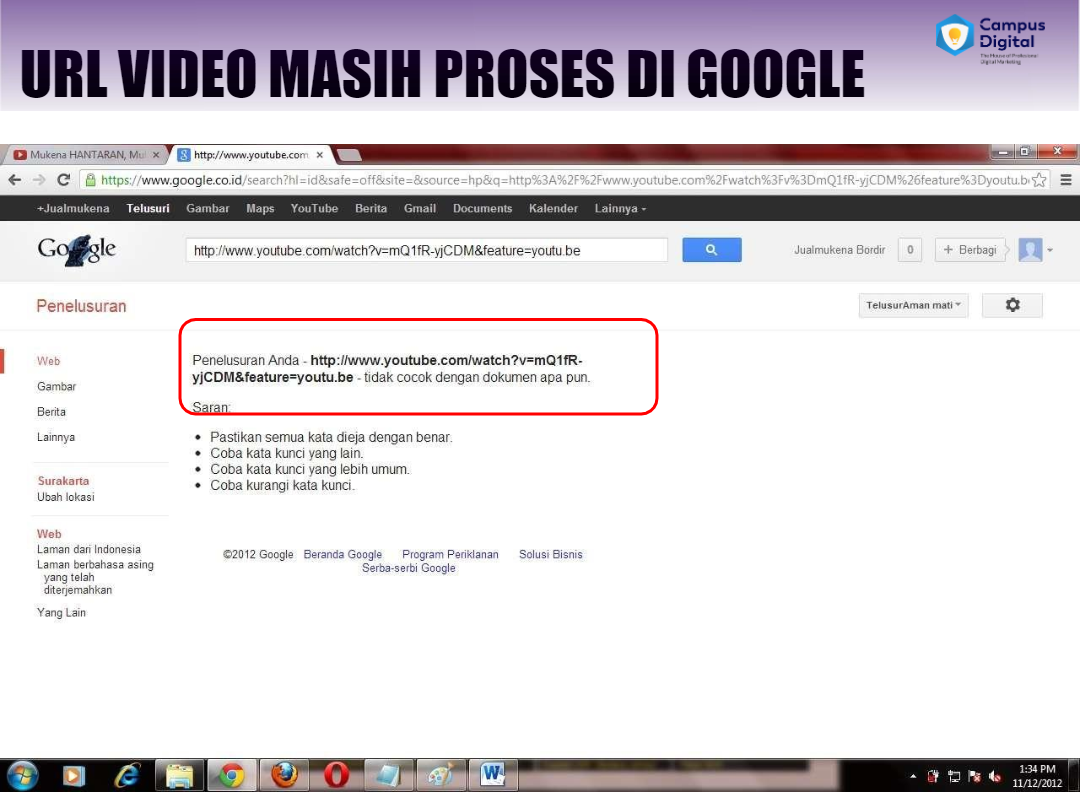 URL VIDEO MASIH PROSES DI GOOGLE
Campus
Digital
The House of Professional
Digital Marketing
Mukena HANTARAN, Mu
http://www.youtube.com
https://www.google.co.id/search?hl=id&safe=off&site=&source=hp&q=http%3A%2F%2Fwww.youtube.com%2Fwatch%3Fv%3DmQ1fR-yjCDM%26feature%3Dyoutu.b
+Jualmukena Telusuri Gambar Maps YouTube Berita Gmail Documents Kalender Lainnya
Google
http://www.youtube.com/watch?v=mQ1fR-yjCDM&feature=youtu.be
Jualmukena Bordir 0 + Berbagi
Penelusuran
TelusurAman mati
Web
Gambar
Berita
Lainnya
Surakarta
Ubah lokasi
Web
Laman dari Indonesia
Laman berbahasa asing
yang telah
diterjemahkan
Yang Lain
Penelusuran Anda - http://www.youtube.com/watch?v=mQ1fR-
yjCDM&feature=youtu.be - tidak cocok dengan dokumen apa pun.
Saran:
• Pastikan semua kata dieja dengan benar.
• Coba kata kunci yang lain.
• Coba kata kunci yang lebih umum.
• Coba kurangi kata kunci.
©2012 Google Beranda Google Program Periklanan Solusi Bisnis
Serba-serbi Google
1:34 PM
11/12/2012